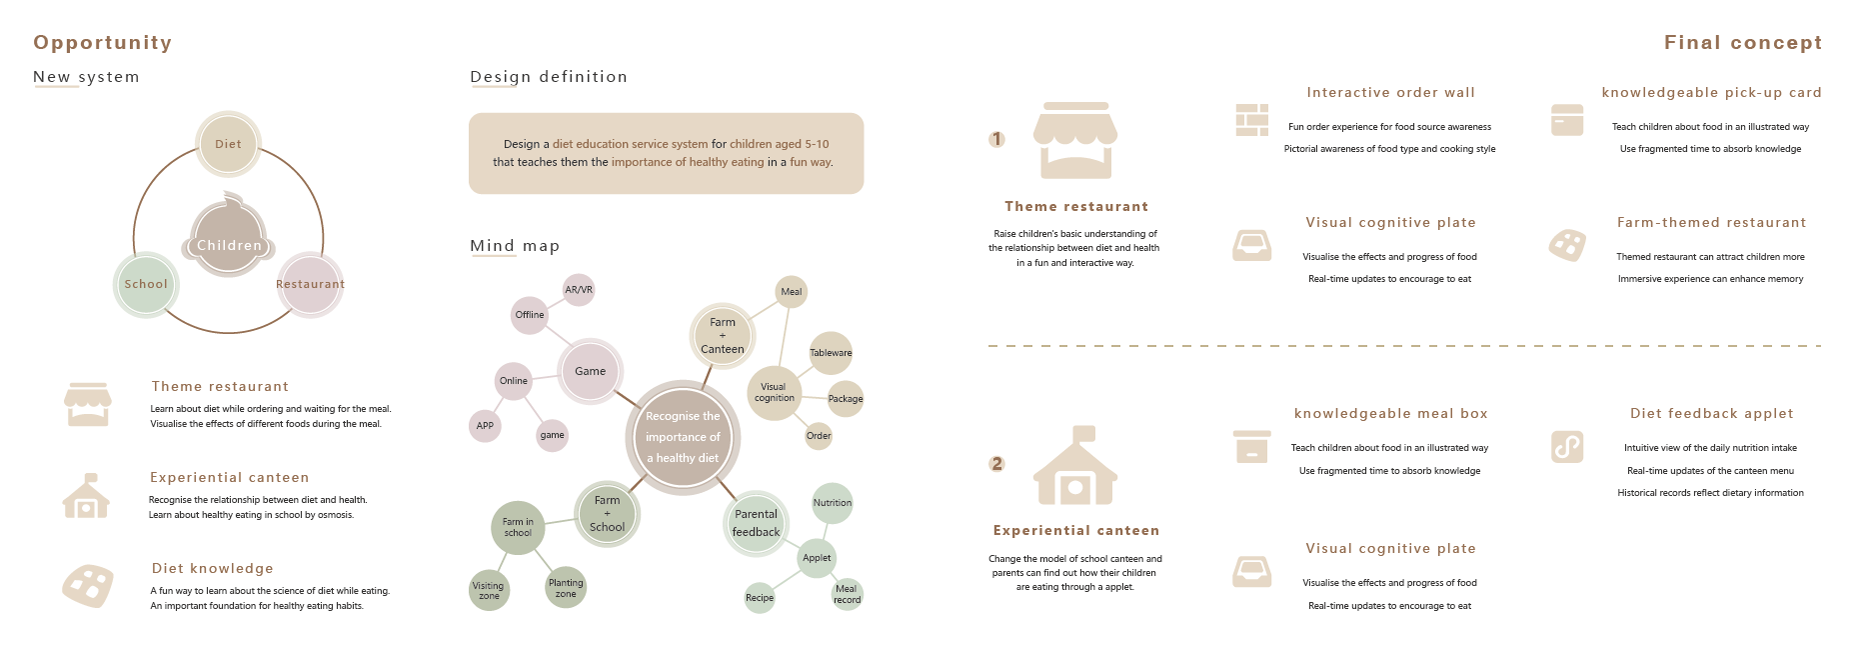 Opportunity
New system
Diet
Children
School
Restaurant
Theme restaurant
Learn about diet while ordering and waiting for the meal.
Visualise the effects of different foods during the meal.
Experiential canteen
Recognise the relationship between diet and health.
Learn about healthy eating in school by osmosis.
Diet knowledge
A fun way to learn about the science of diet while eating.
An important foundation for healthy eating habits.
Design definition
Design a diet education service system for children aged 5-10
that teaches them the importance of healthy eating in a fun way.
Mind map
AR/VR
Offline
Game
Online
APP
game
Meal
Farm
+
Canteen
Tableware
Visual
cognition
Package
Order
Recognise the
importance of
a healthy diet
Farm
+
School
Farm in
school
Visiting
zone
Planting
zone
Parental
feedback
Nutrition
Applet
Recipe
Meal
record
Final concept
1
Theme restaurant
Raise children's basic understanding of
the relationship between diet and health
in a fun and interactive way.
Interactive order wall
Fun order experience for food source awareness
Pictorial awareness of food type and cooking style
knowledgeable pick-up card
Teach children about food in an illustrated way
Use fragmented time to absorb knowledge
Visual cognitive plate
Visualise the effects and progress of food
Real-time updates to encourage to eat
Farm-themed restaurant
Themed restaurant can attract children more
Immersive experience can enhance memory
2
Experiential canteen
Change the model of school canteen and
parents can find out how their children
are eating through a applet.
knowledgeable meal box
Teach children about food in an illustrated way
Use fragmented time to absorb knowledge
Diet feedback applet
Intuitive view of the daily nutrition intake
Real-time updates of the canteen menu
Historical records reflect dietary information
Visual cognitive plate
Visualise the effects and progress of food
Real-time updates to encourage to eat